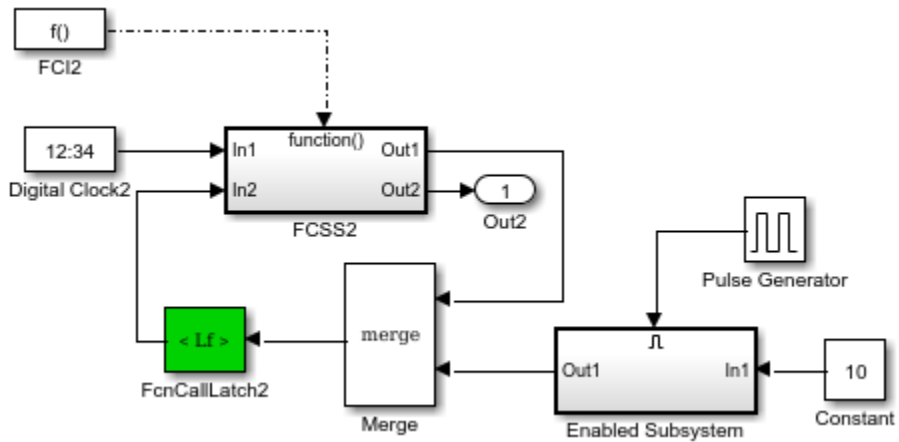 f()
FCI2
12:34
Digital Clock2
function()
In1
Out1
In2
Out2
FCSS2
1
Out2
Pulse Generator
merge
Merge
< Lf >
FcnCallLatch2
Out1
In1
Enabled Subsystem
10
Constant